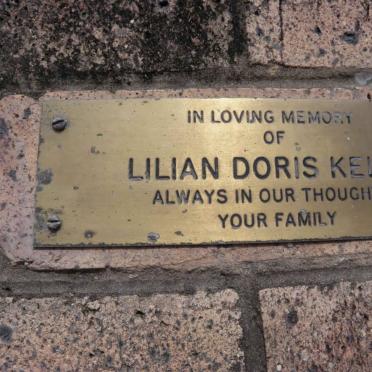 IN LOVING MEMORY
OF
LILIAN DORIS
ALWAYS IN OUR
YOUR FAMILY